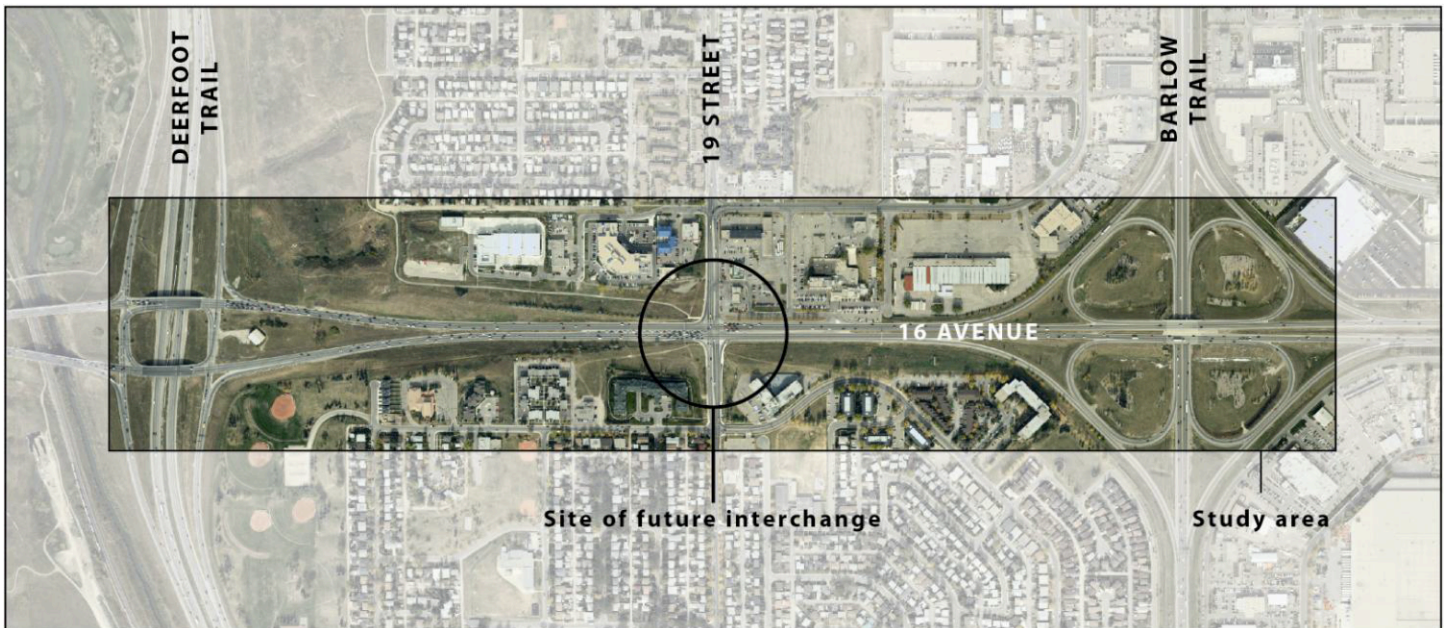 DEERFOOT
TRAIL
19 STREET
BARLOW
TRAIL
16 AVENUE
Site of future interchange
Study area